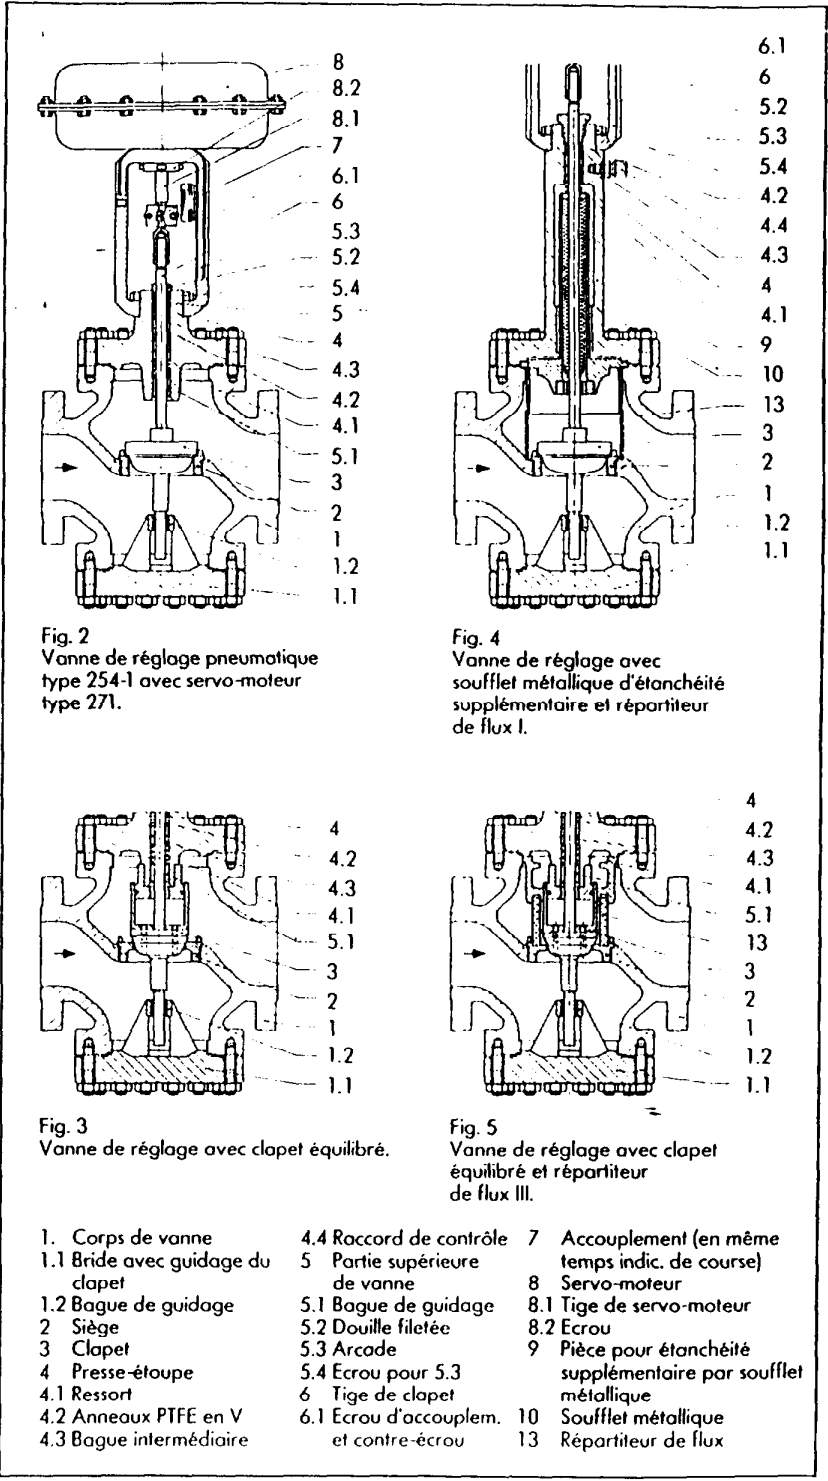 8
8.2
8.1
7
6.1
6
5.3
5.2
5.4
5
4
4.3
4.2
4.1
5.1
3
2
1
1.2
1.1
Fig. 2
Vanne de réglage pneumatique
type 254-1 avec servo-moteur
type 271.
6.1
6
5.2
5.3
5.4
4.2
4.4
4.3
4
4.1
9
10
13
3
2
1
1.2
1.1
Fig. 4
Vanne de réglage avec
soufflet métallique d'étanchéité
supplémentaire et répartiteur
de flux I.
4
4.2
4.3
4.1
5.1
3
2
1
1.2
1.1
Fig. 3
Vanne de réglage avec clapet équilibré.
4
4.2
4.3
4.1
5.1
13
3
2
1
1.2
1.1
Fig. 5
Vanne de réglage avec clapet
équilibré et répartiteur
de flux III.
1. Corps de vanne
1.1 Bride avec guidage du
clapet
1.2 Bague de guidage
2 Siège
3 Clapet
4 Presse-étoupe
4.1 Ressort
4.2 Anneaux PTFE en V
4.3 Bague intermédiaire
4.4 Raccord de contrôle
5 Partie supérieure
de vanne
5.1 Bague de guidage
5.2 Douille filetée
5.3 Arcade
5.4 Ecrou pour 5.3
6 Tige de clapet
6.1 Ecrou d'accouplem.
et contre-écrou
7 Accouplement (en même
temps indic. de course)
8 Servo-moteur
8.1 Tige de servo-moteur
8.2 Ecrou
9 Pièce pour étanchéité
supplémentaire par soufflet
métallique
10 Soufflet métallique
13 Répartiteur de flux